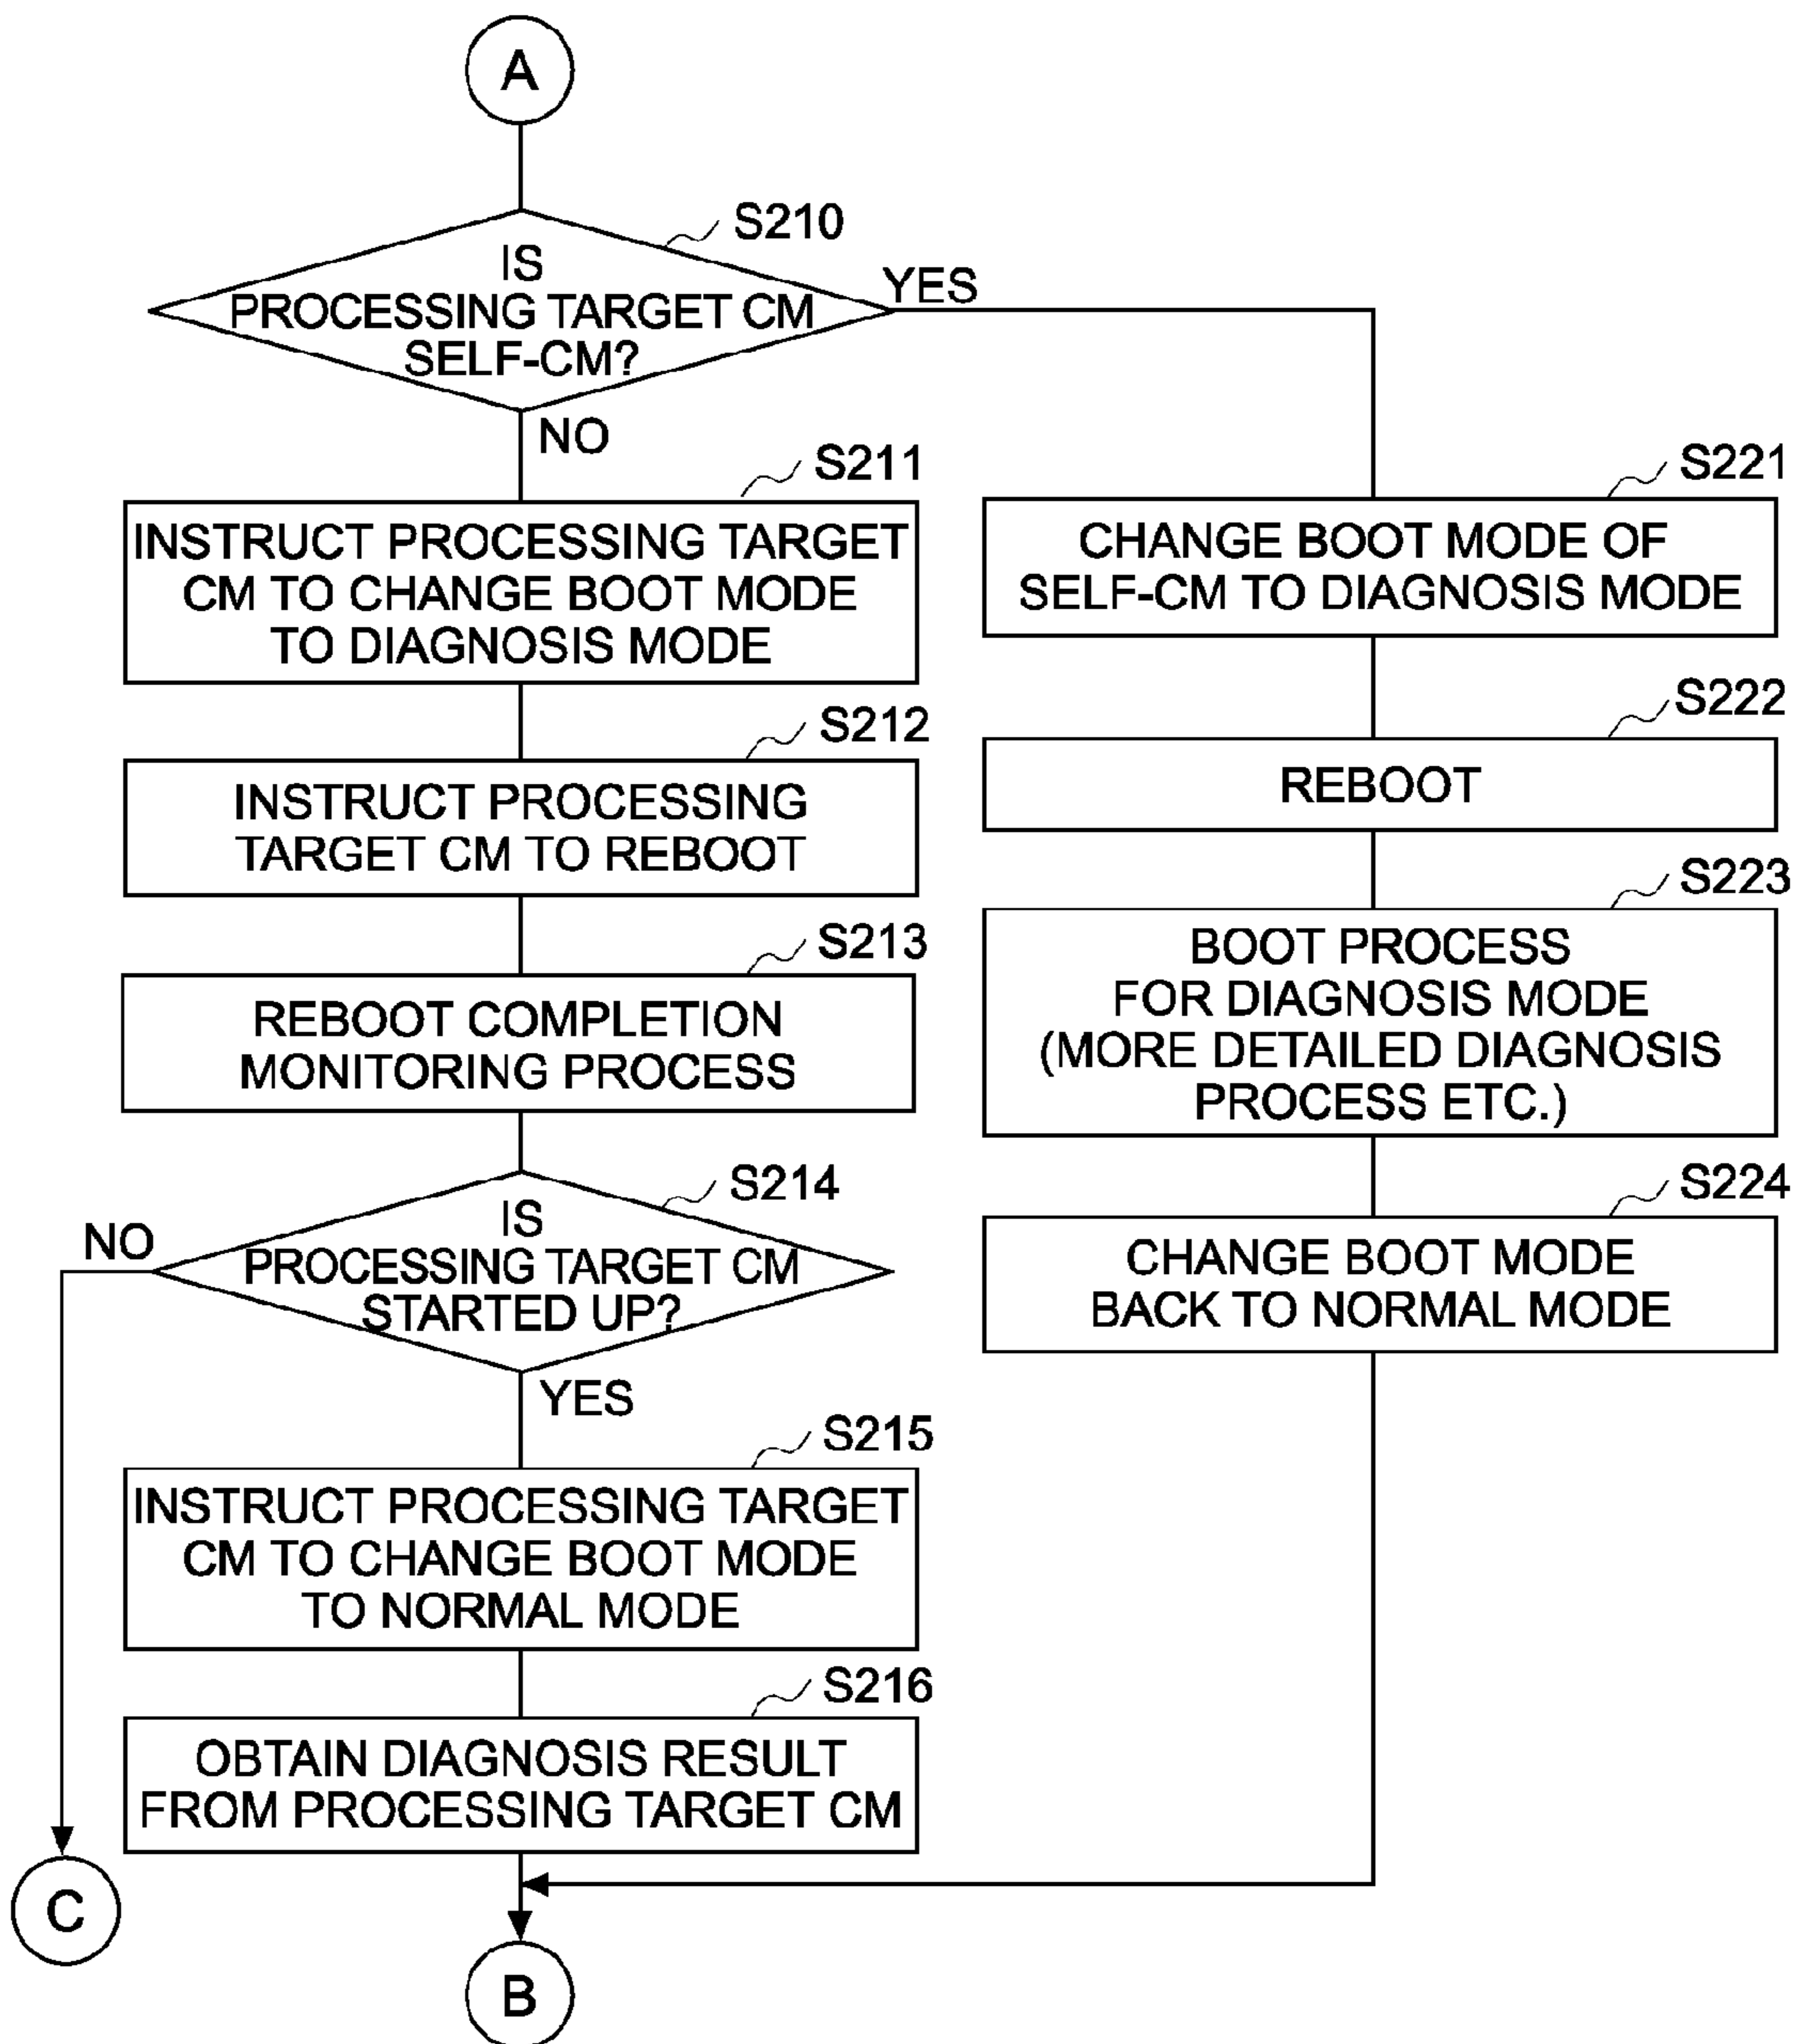 A
S210
IS
PROCESSING TARGET CM
SELF-CM?
YES
NO
S211
INSTRUCT PROCESSING TARGET
CM TO CHANGE BOOT MODE
TO DIAGNOSIS MODE
S212
INSTRUCT PROCESSING
TARGET CM TO REBOOT
S213
REBOOT COMPLETION
MONITORING PROCESS
S214
IS
PROCESSING TARGET CM
STARTED UP?
NO
YES
S215
INSTRUCT PROCESSING TARGET
CM TO CHANGE BOOT MODE
TO NORMAL MODE
S216
OBTAIN DIAGNOSIS RESULT
FROM PROCESSING TARGET CM
S221
CHANGE BOOT MODE OF
SELF-CM TO DIAGNOSIS MODE
S222
REBOOT
S223
BOOT PROCESS
FOR DIAGNOSIS MODE
(MORE DETAILED DIAGNOSIS
PROCESS ETC.)
S224
CHANGE BOOT MODE
BACK TO NORMAL MODE
C
B